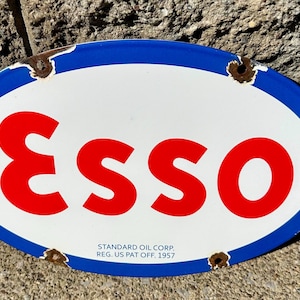 Esso
STANDARD OIL CORP.
REG. US PAT OFF. 1957